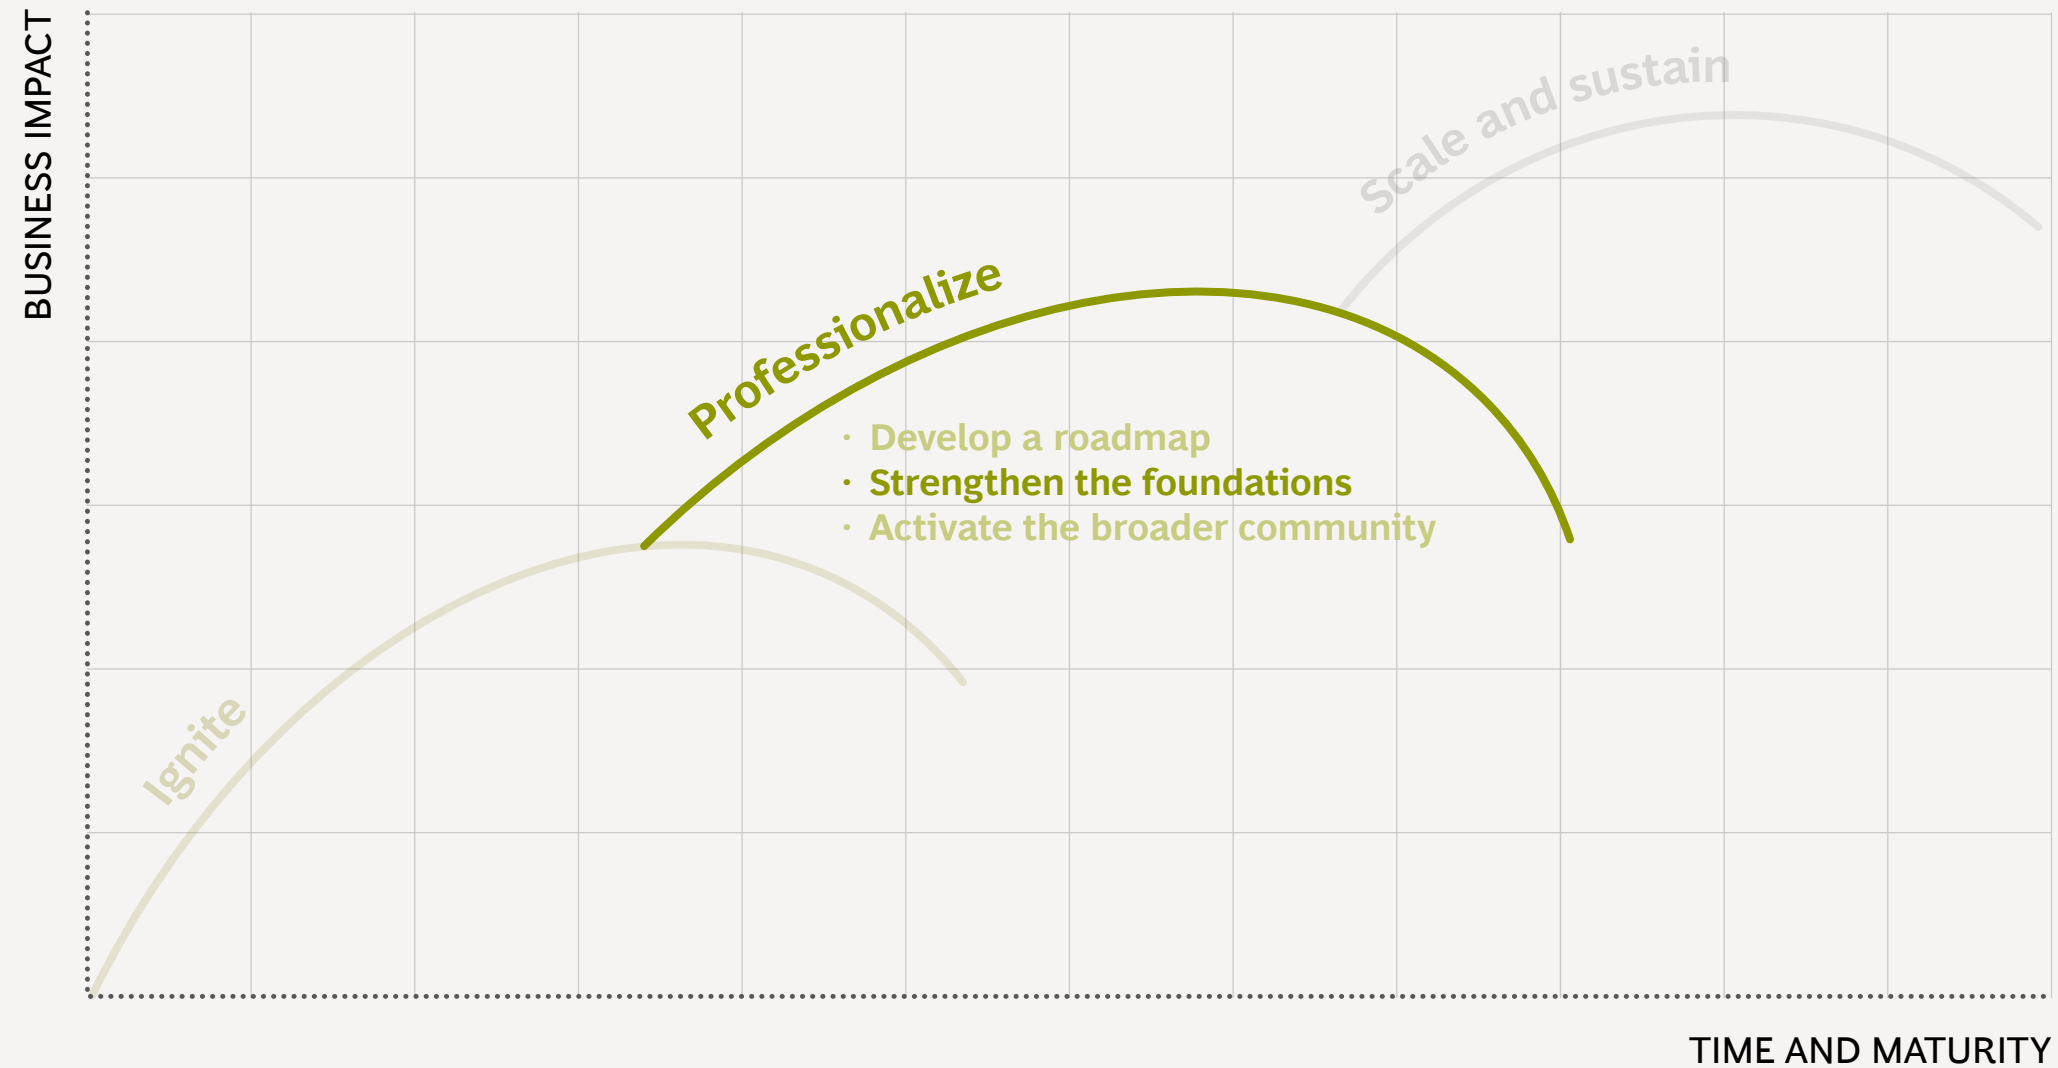 BUSINESS IMPACT
Scale and sustain
Professionalize
· Develop a roadmap
· Strengthen the foundations
· Activate the broader community
Ignite
TIME AND MATURITY